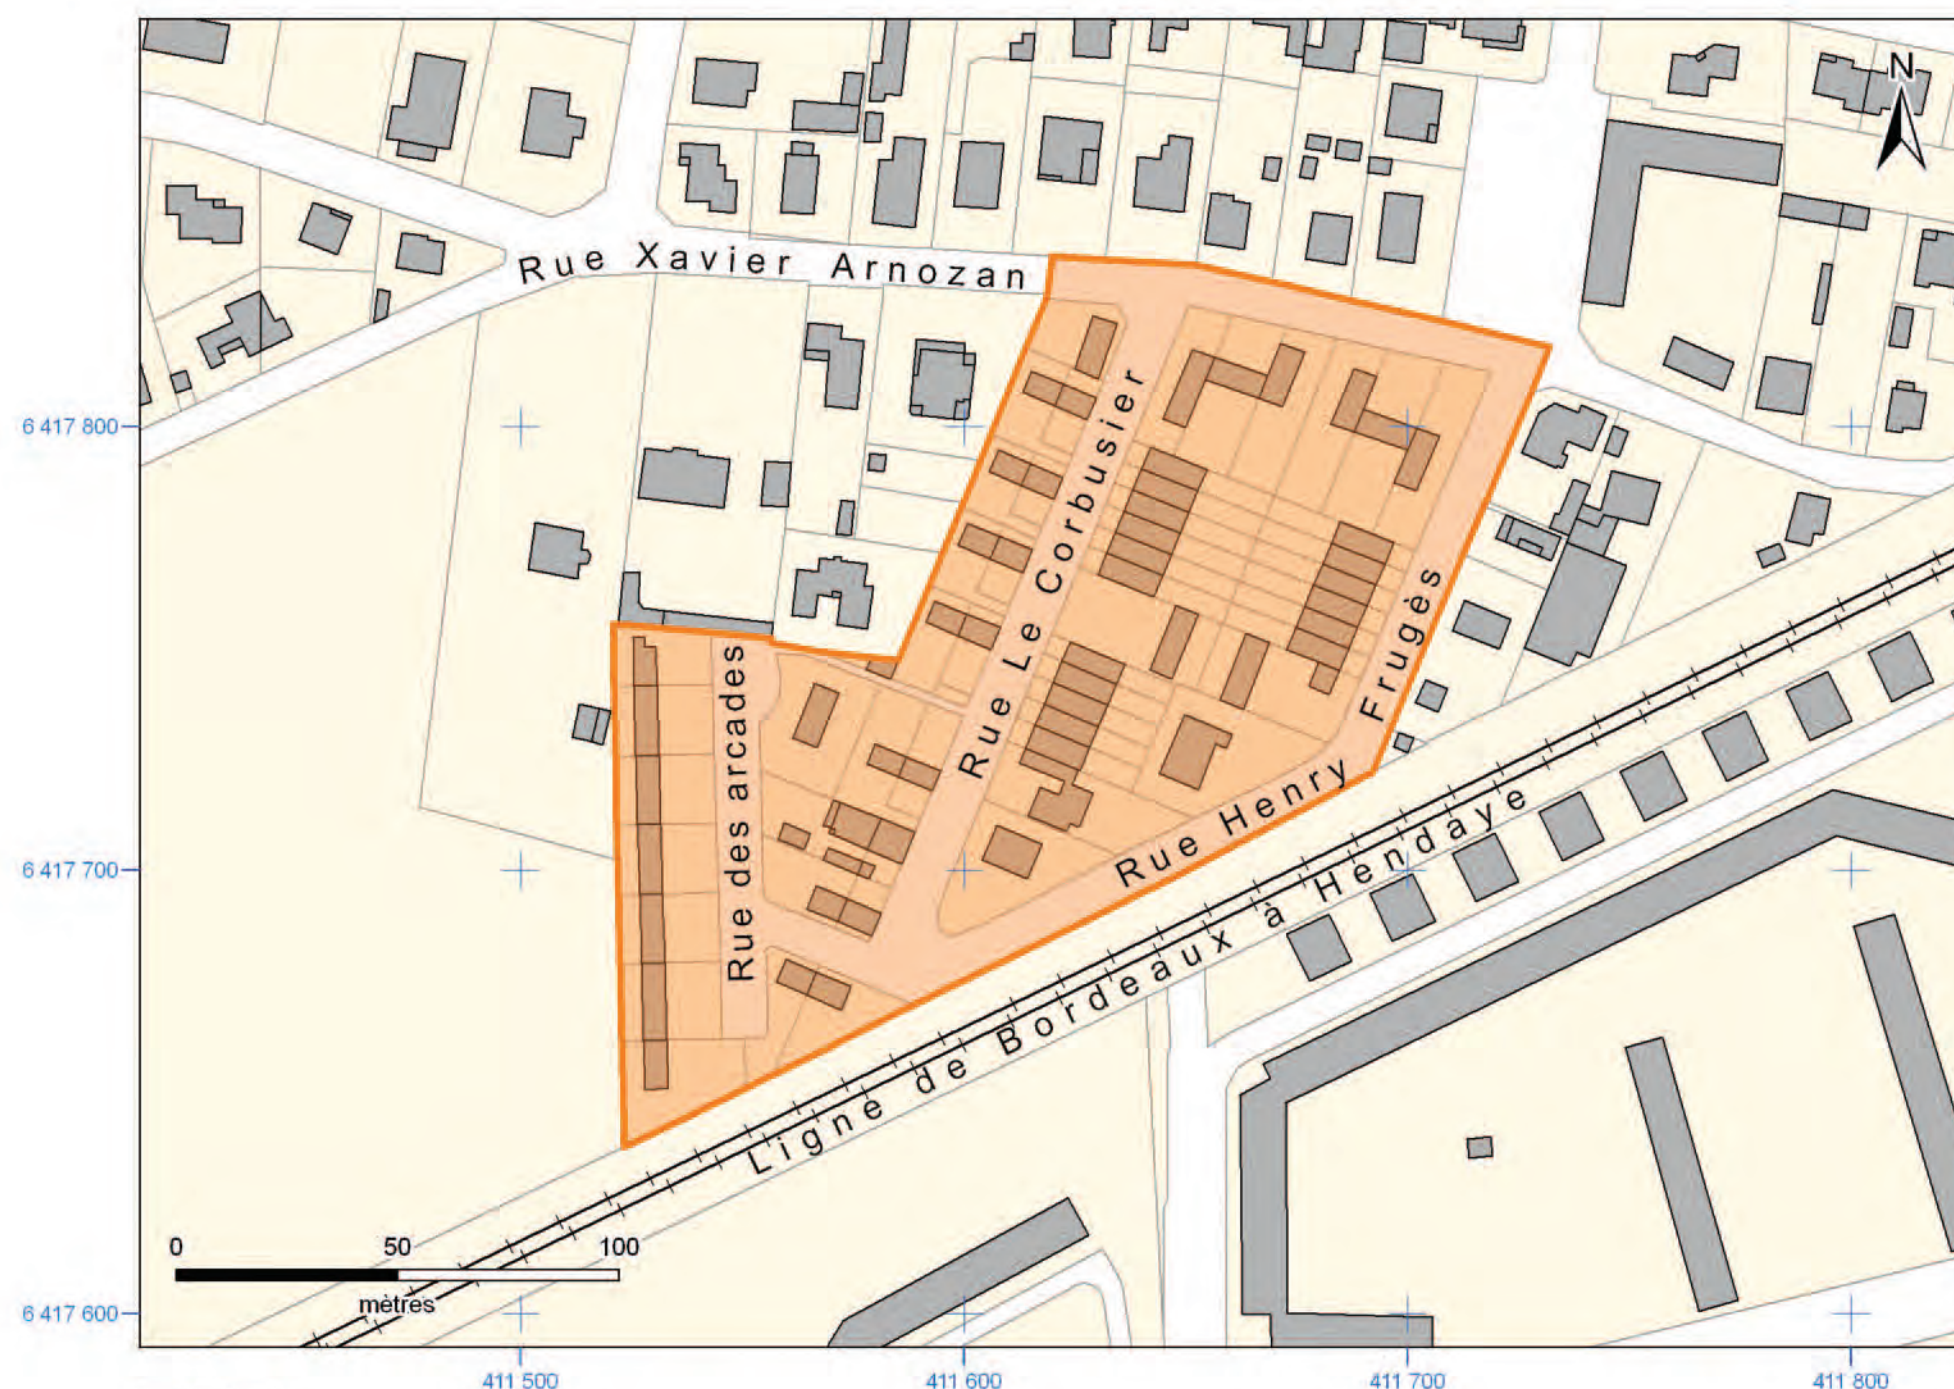 N
Rue Xavier Arnozan
6 417 800
Rue Le Corbusier
Rue des arcades
Rue Henry Frugès
6 417 700
Ligne de Bordeaux à Hendaye
0 50 100
mètres
6 417 600
411 500 411 600 411 700 411 800